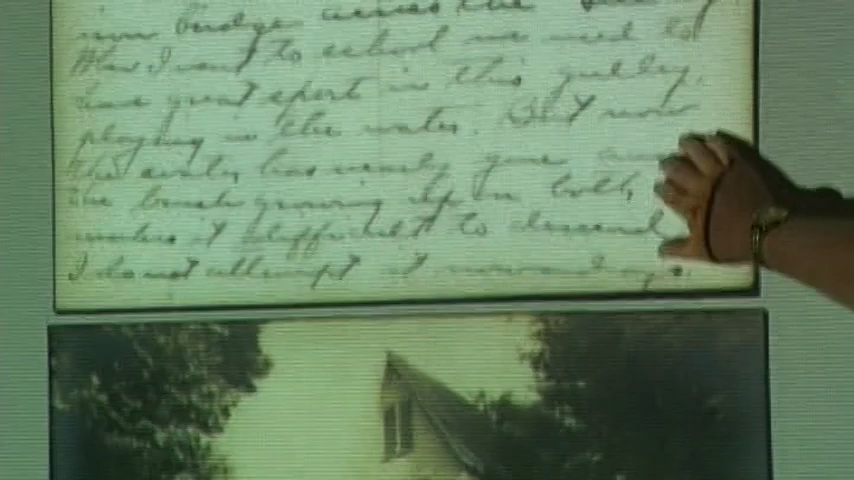 iron bridge across the
When I went to school we used to
have great sport in this gulley,
playing in the water. But now
the water has nearly gone
the brush growing up on both,
makes it difficult to descend
I do not attempt it nowadays.